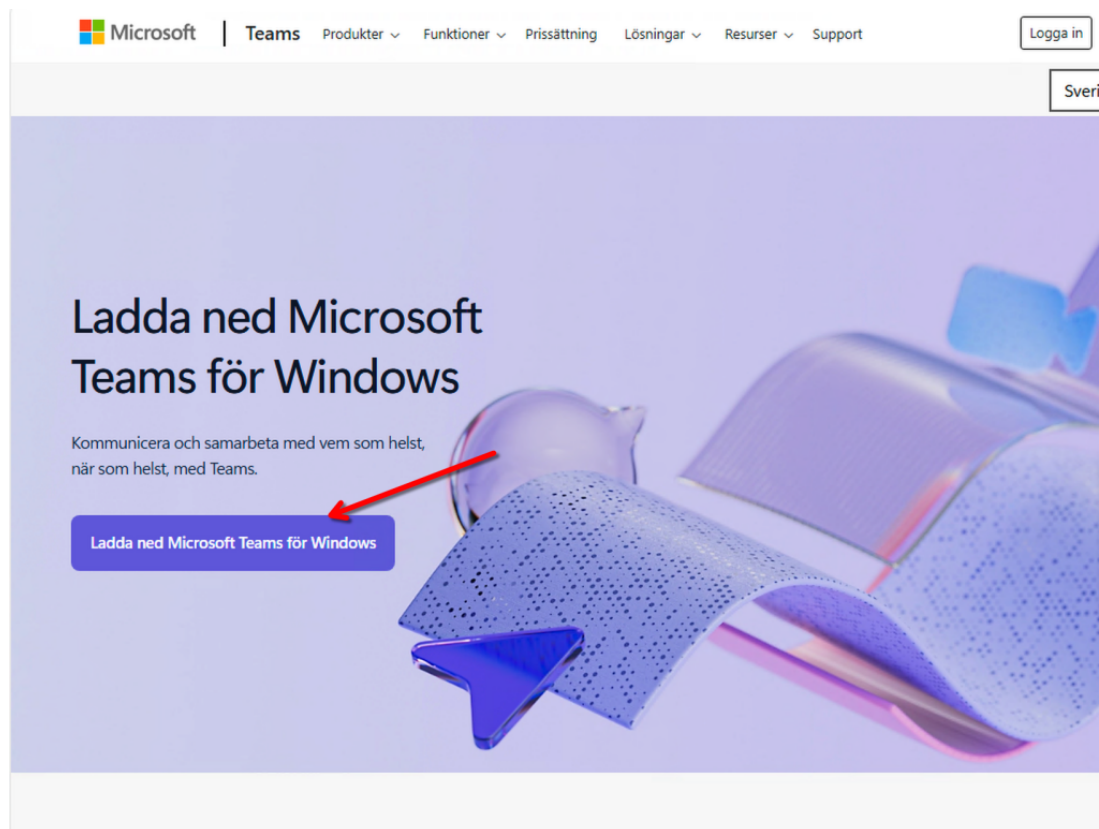 Microsoft | Teams Produkter Funktioner Prissättning Lösningar Resurser Support Logga in
Ladda ned Microsoft
Teams för Windows
Kommunicera och samarbeta med vem som helst,
när som helst, med Teams.
Ladda ned Microsoft Teams för Windows